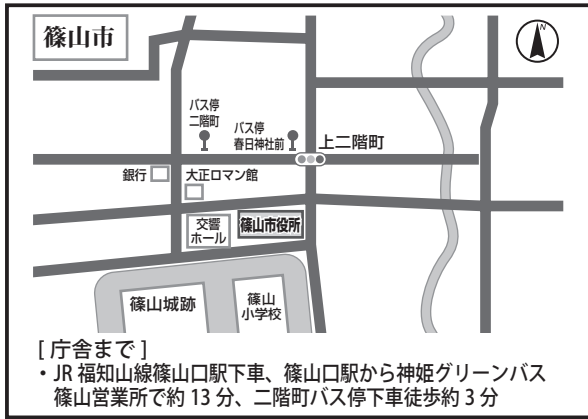 篠山市
N
バス停
二階町
バス停
春日神社前
上二階町
銀行
大正ロマン館
交響
ホール
篠山市役所
篠山城跡
篠山
小学校
[ 庁舎まで ]
・JR 福知山線篠山口駅下車、篠山口駅から神姫グリーンバス
篠山営業所で約 13 分、二階町バス停下車徒歩約 3 分